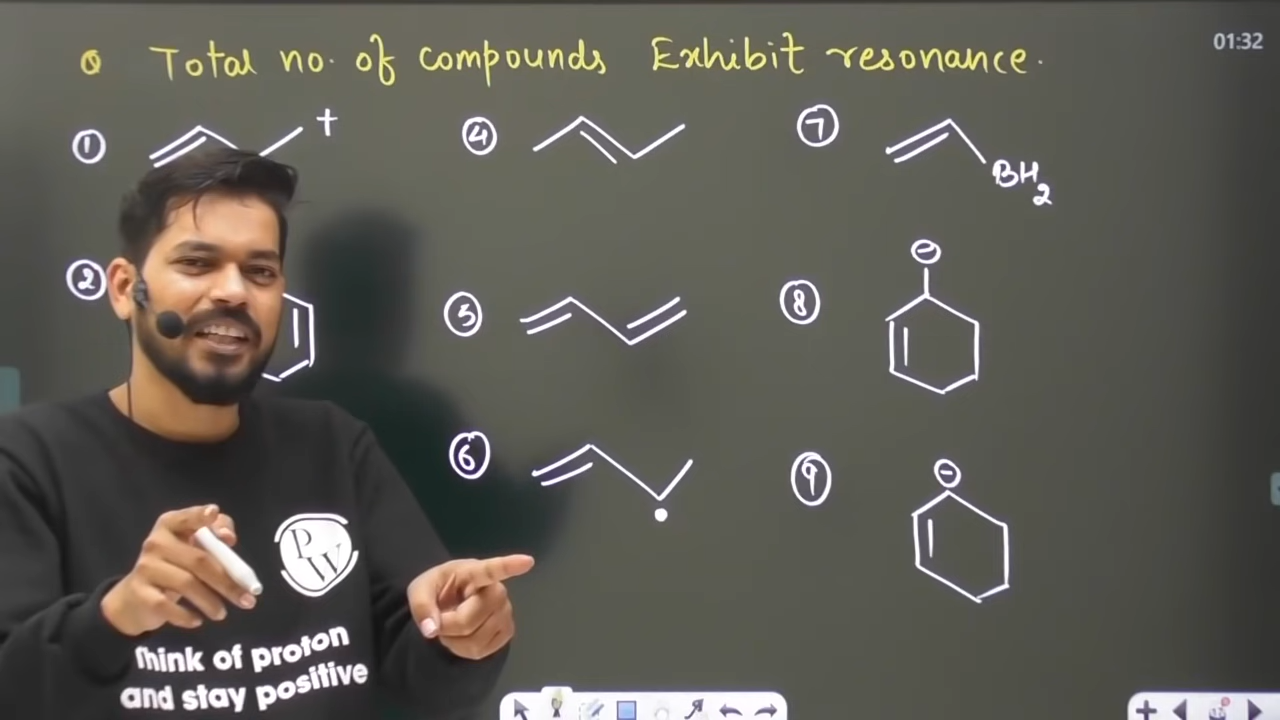 Q Total no. of compounds Exhibit resonance.
01:32
① +
④
⑦
BH2
②
⑤
⑧
⊖
⑥
⑨
⊖
PW
Think of proton
and stay positive